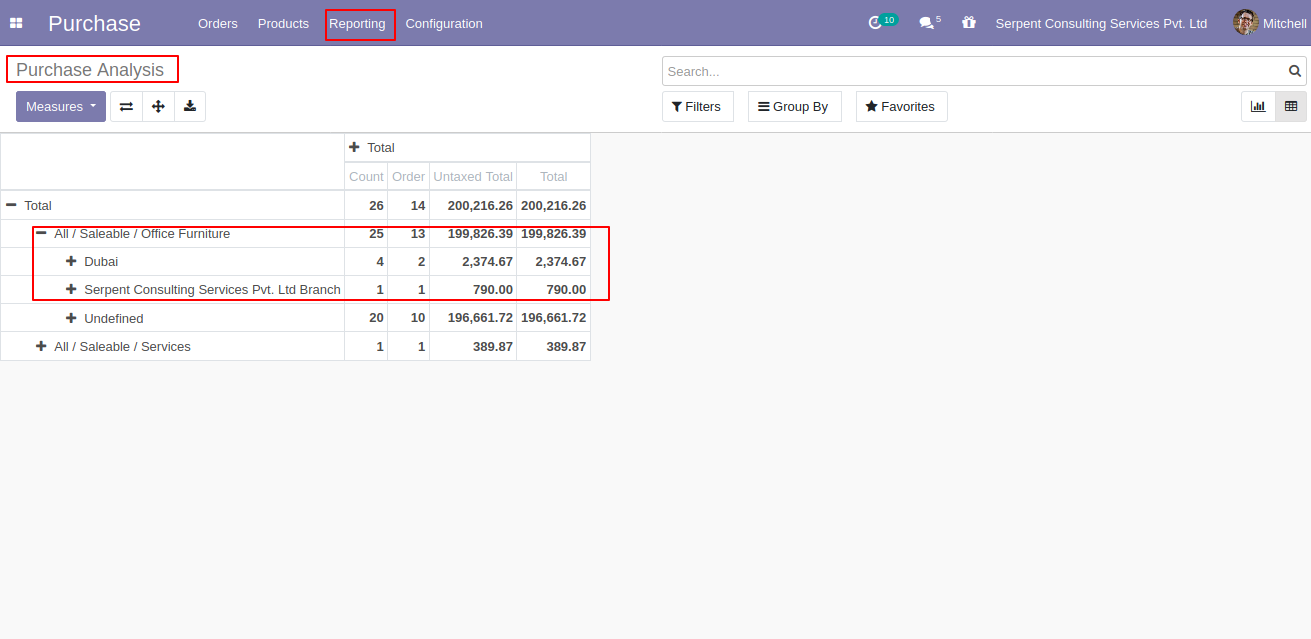 Purchase Orders Products Reporting Configuration 10 5 Serpent Consulting Services Pvt. Ltd Mitchell
Purchase Analysis Search...
Measures Filters Group By Favorites
Total
Count Order Untaxed Total Total
Total 26 14 200,216.26 200,216.26
All / Saleable / Office Furniture 25 13 199,826.39 199,826.39
Dubai 4 2 2,374.67 2,374.67
Serpent Consulting Services Pvt. Ltd Branch 1 1 790.00 790.00
Undefined 20 10 196,661.72 196,661.72
All / Saleable / Services 1 1 389.87 389.87